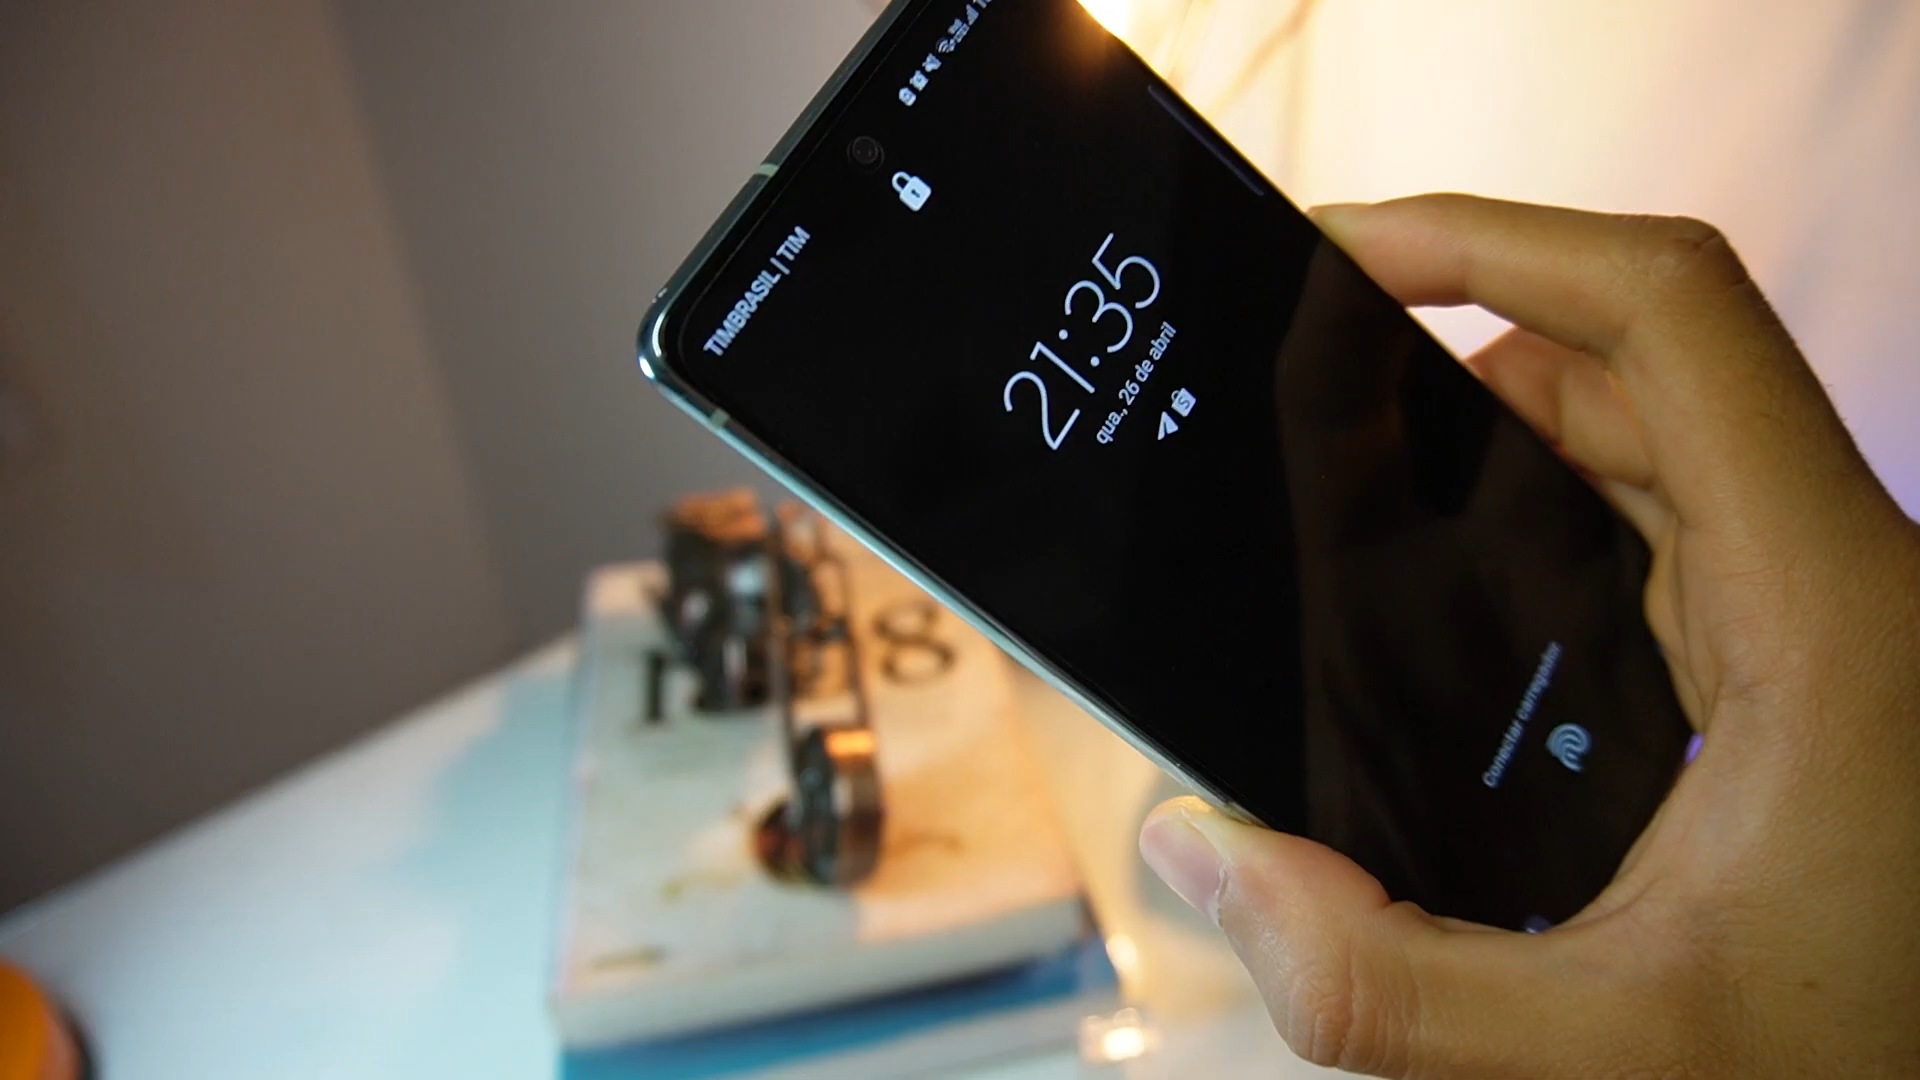 TIMBRASIL | TIM
21:35
qua., 26 de abril
Conectar carregador